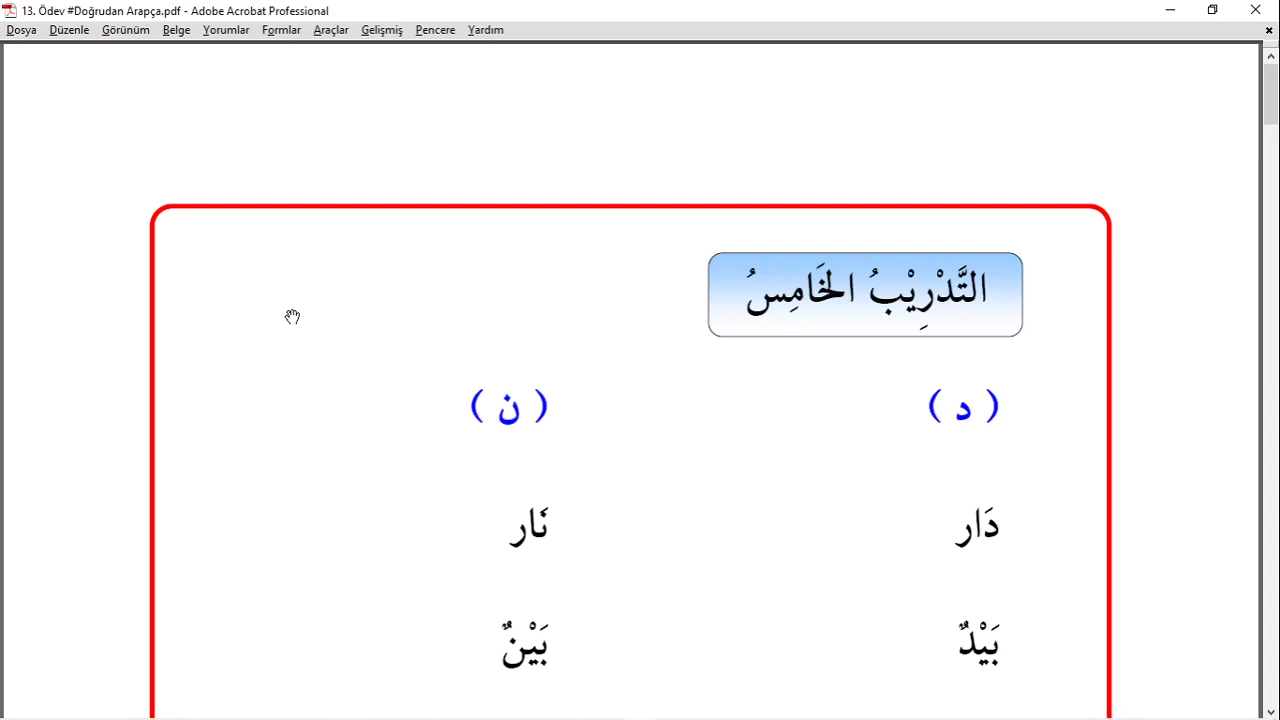 13. Ödev #Doğrudan Arapça.pdf - Adobe Acrobat Professional
Dosya Düzenle Görünüm Belge Yorumlar Formlar Araçlar Gelişmiş Pencere Yardım
التَّدْرِيْبُ الخَامِسُ
( د ) ( ن )
دَار نَار
بَيْدٌ بَيْنٌ